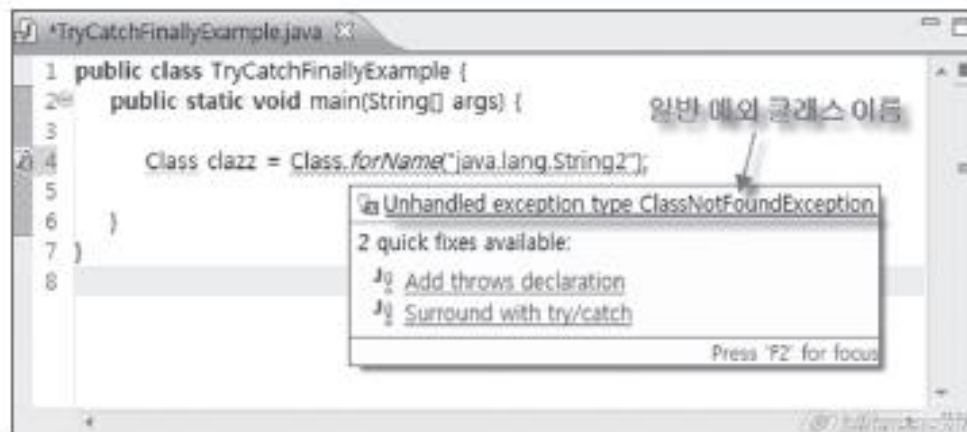 *TryCatchFinallyExample.java
1 public class TryCatchFinallyExample {
2 public static void main(String[] args) {
일반 예외 클래스 이름
3
4 Class clazz = Class.forName("java.lang.String2");
5
Unhandled exception type ClassNotFoundException
6 }
2 quick fixes available:
7 }
8
Add throws declaration
Surround with try/catch
Press 'F2' for focus